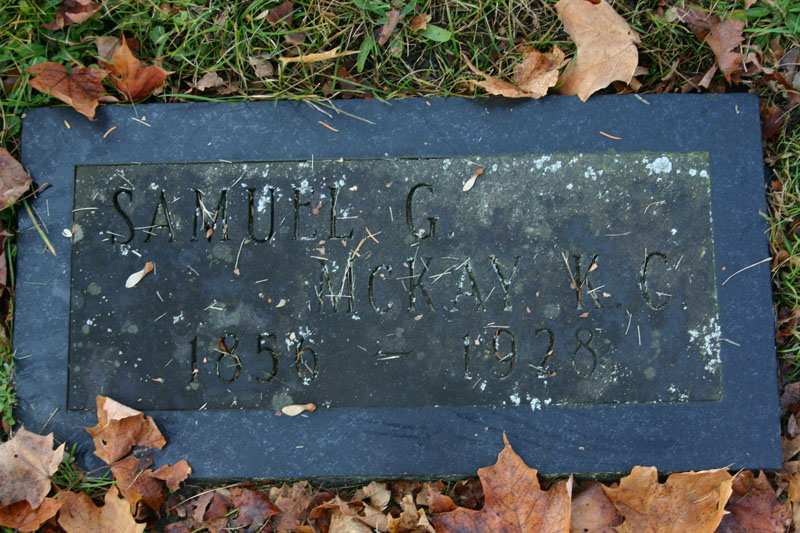 SAMUEL G.
McKAY K.C
1856 - 1928